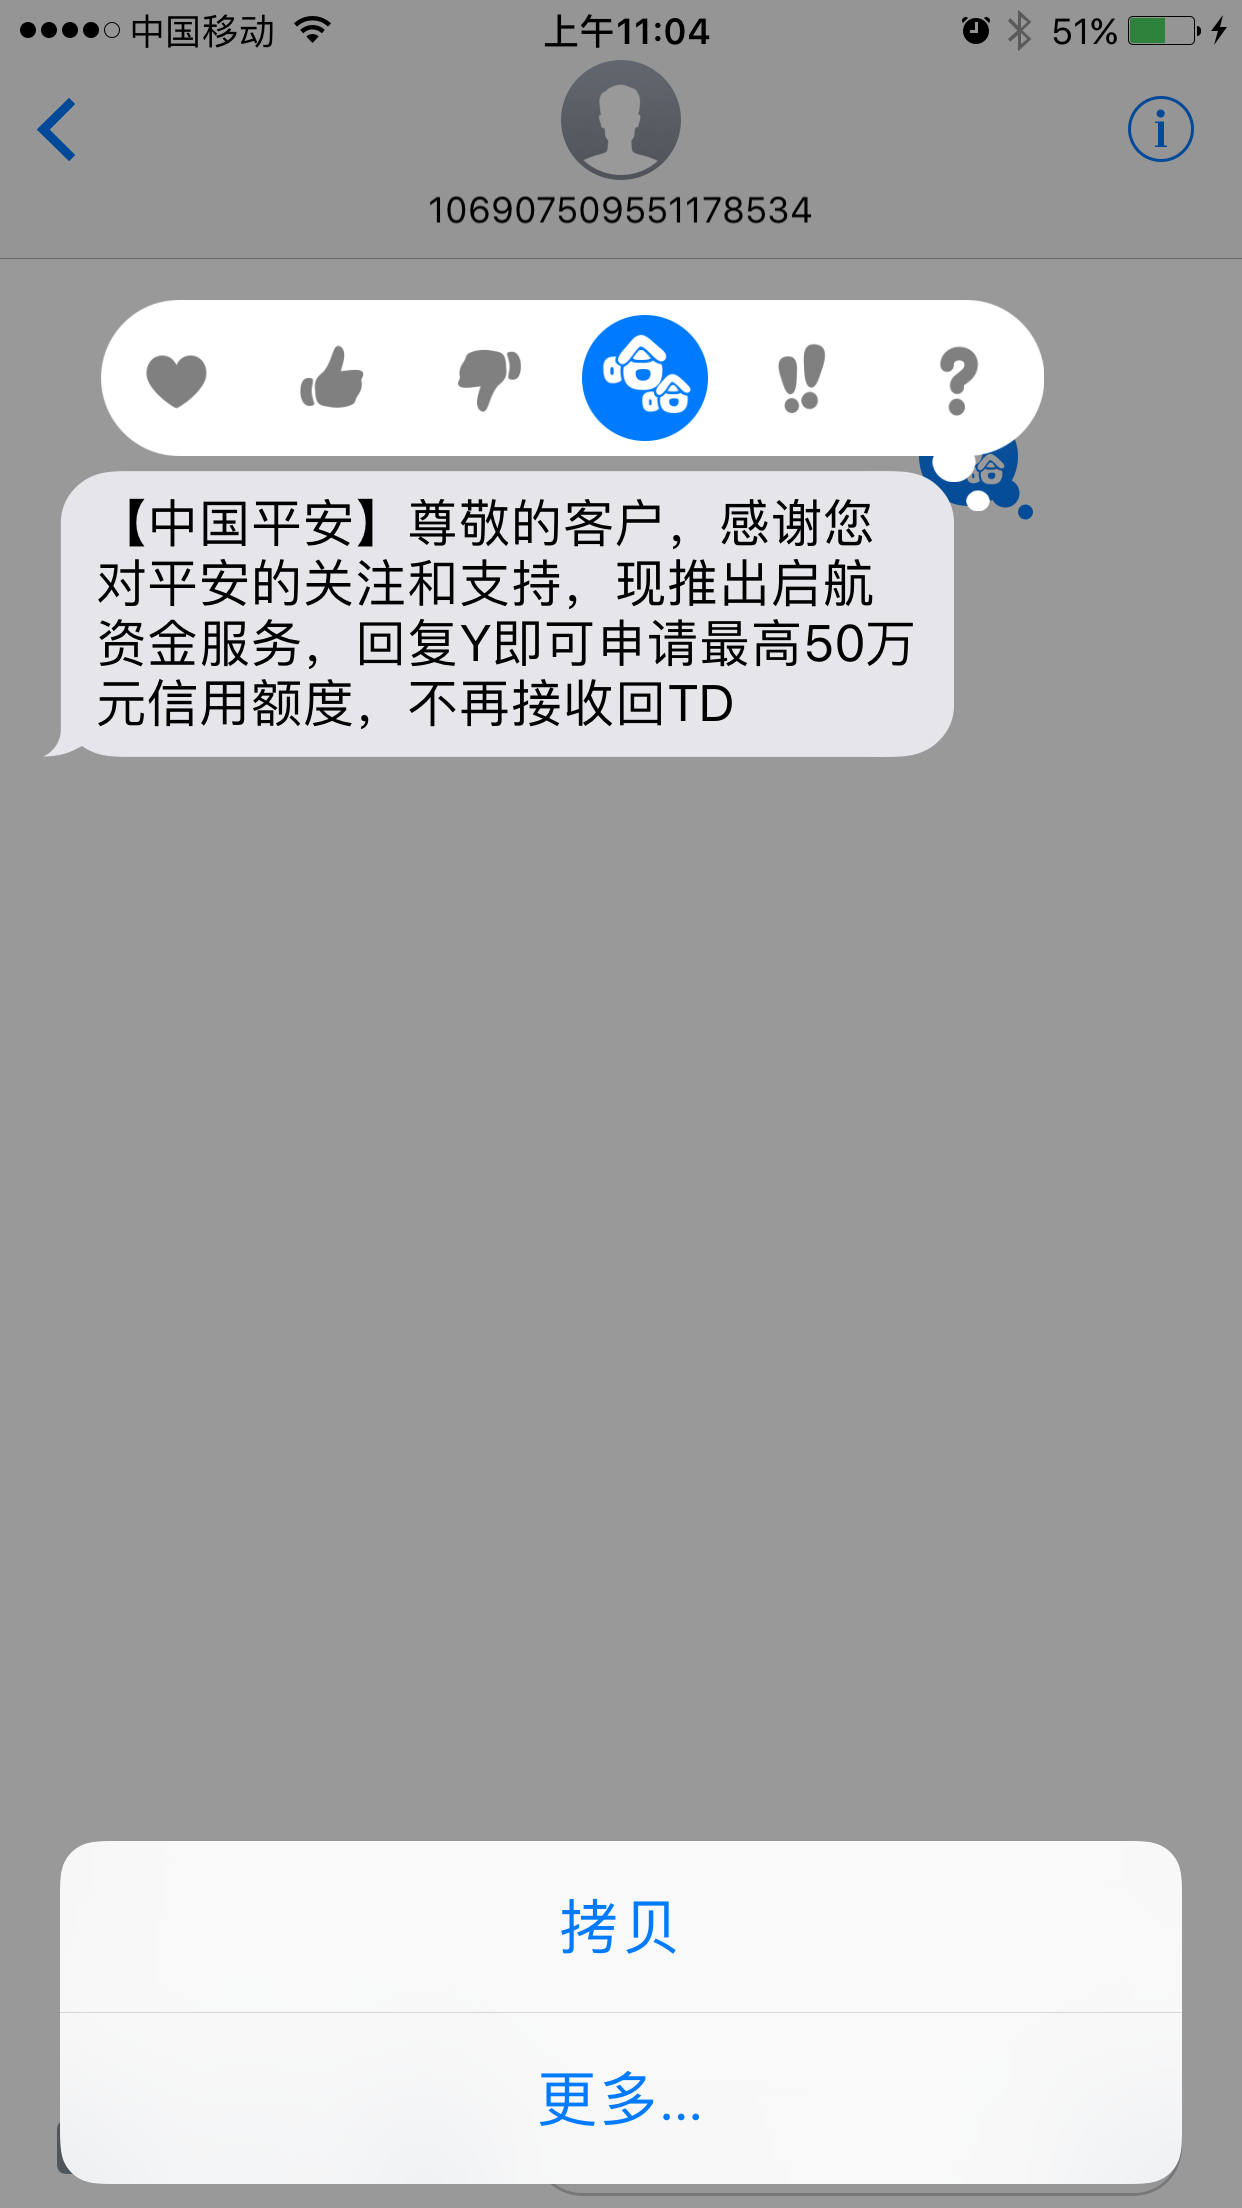 中国移动 上午11:04 51%
106907509551178534
哈哈
哈
【中国平安】尊敬的客户，感谢您
对平安的关注和支持，现推出启航
资金服务，回复Y即可申请最高50万
元信用额度，不再接收回TD
拷贝
更多...